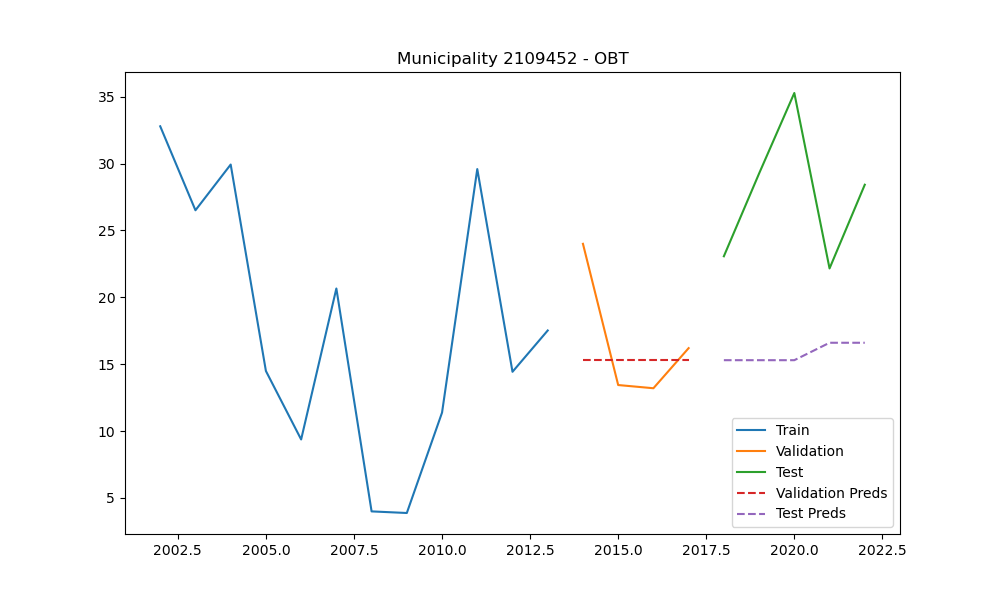 Municipality 2109452 - OBT
35
30
25
20
15
10
5
2002.5 2005.0 2007.5 2010.0 2012.5 2015.0 2017.5 2020.0 2022.5
Train
Validation
Test
Validation Preds
Test Preds